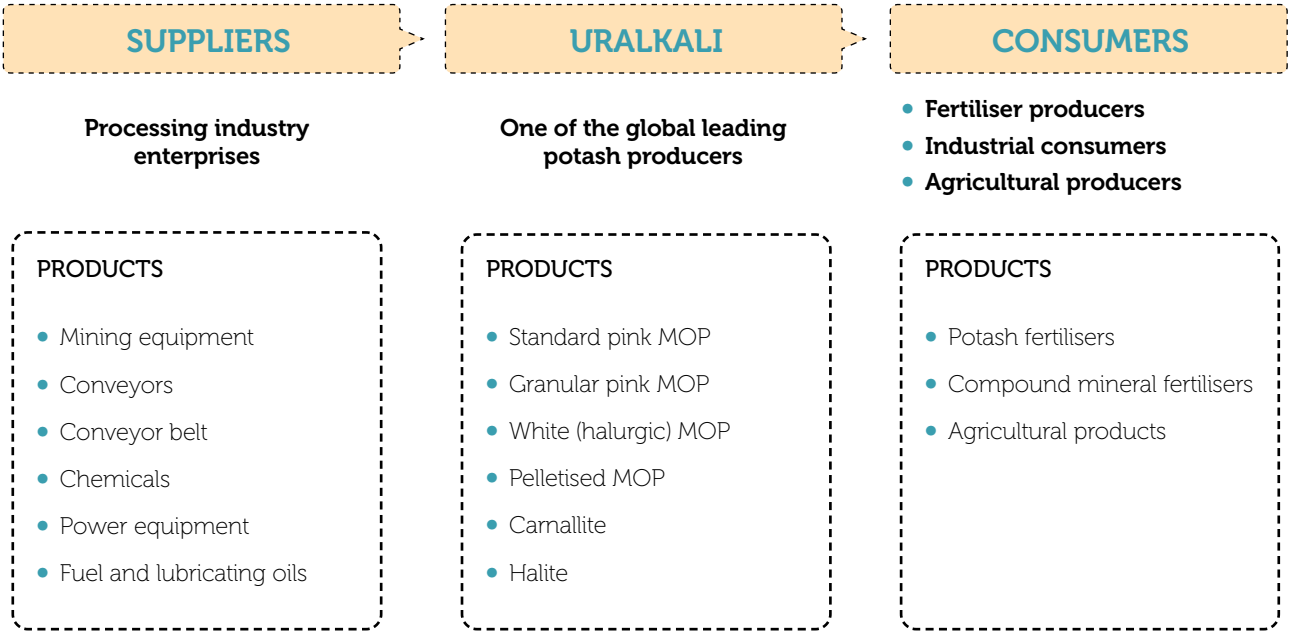 SUPPLIERS
Processing industry
enterprises
PRODUCTS
Mining equipment
Conveyors
Conveyor belt
Chemicals
Power equipment
Fuel and lubricating oils
URALKALI
One of the global leading
potash producers
PRODUCTS
Standard pink MOP
Granular pink MOP
White (halurgic) MOP
Pelletised MOP
Carnallite
Halite
CONSUMERS
Fertiliser producers
Industrial consumers
Agricultural producers
PRODUCTS
Potash fertilisers
Compound mineral fertilisers
Agricultural products